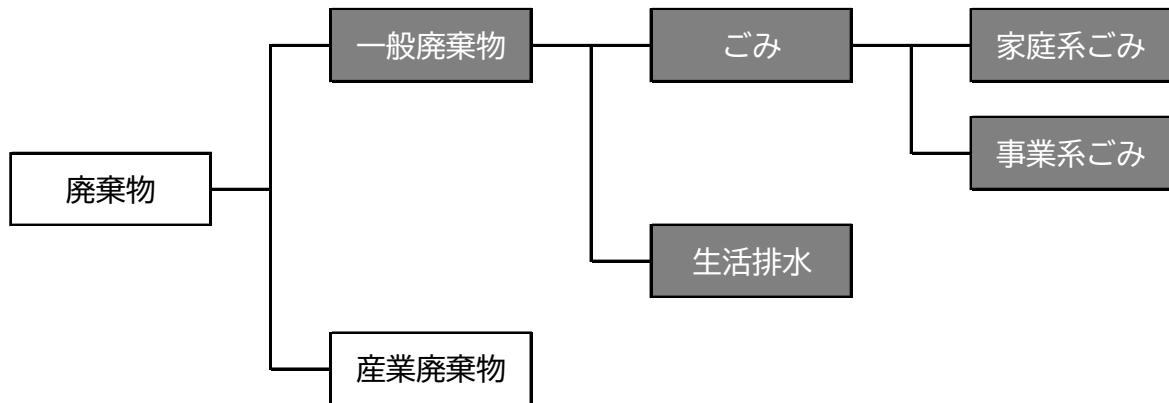 一般廃棄物
ごみ
家庭系ごみ
事業系ごみ
廃棄物
生活排水
産業廃棄物